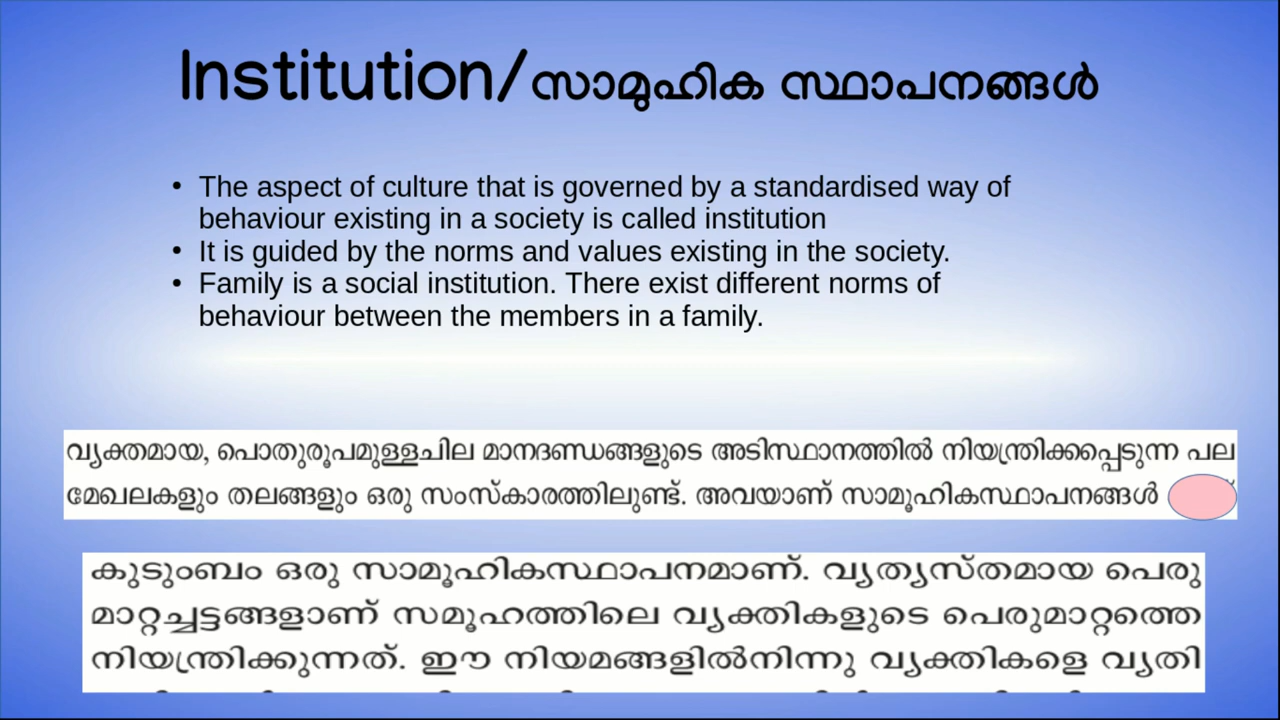 Institution/സാമുഹിക സ്ഥാപനങ്ങൾ
• The aspect of culture that is governed by a standardised way of
behaviour existing in a society is called institution
• It is guided by the norms and values existing in the society.
• Family is a social institution. There exist different norms of
behaviour between the members in a family.
വ്യക്തമായ, പൊതുരൂപമുള്ളചില മാനദണ്ഡങ്ങളുടെ അടിസ്ഥാനത്തിൽ നിയന്ത്രിക്കപ്പെടുന്ന പല
മേഖലകളും തലങ്ങളും ഒരു സംസ്കാരത്തിലുണ്ട്. അവയാണ് സാമൂഹികസ്ഥാപനങ്ങൾ
കുടുംബം ഒരു സാമൂഹികസ്ഥാപനമാണ്. വ്യത്യസ്തമായ പെരു
മാറ്റച്ചട്ടങ്ങളാണ് സമൂഹത്തിലെ വ്യക്തികളുടെ പെരുമാറ്റത്തെ
നിയന്ത്രിക്കുന്നത്. ഈ നിയമങ്ങളിൽനിന്നു വ്യക്തികളെ വ്യതി